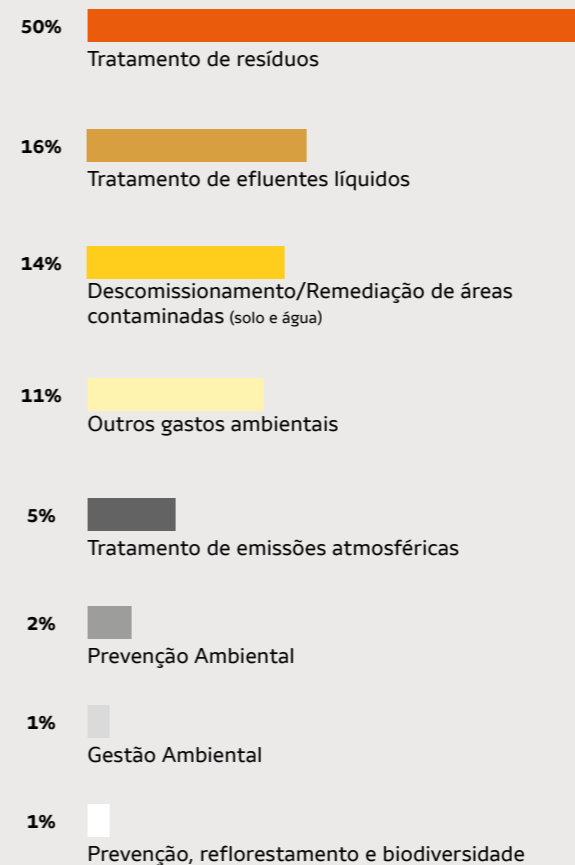 50%
Tratamento de resíduos
16%
Tratamento de efluentes líquidos
14%
Descomissionamento/Remediação de áreas
contaminadas (solo e água)
11%
Outros gastos ambientais
5%
Tratamento de emissões atmosféricas
2%
Prevenção Ambiental
1%
Gestão Ambiental
1%
Prevenção, reflorestamento e biodiversidade